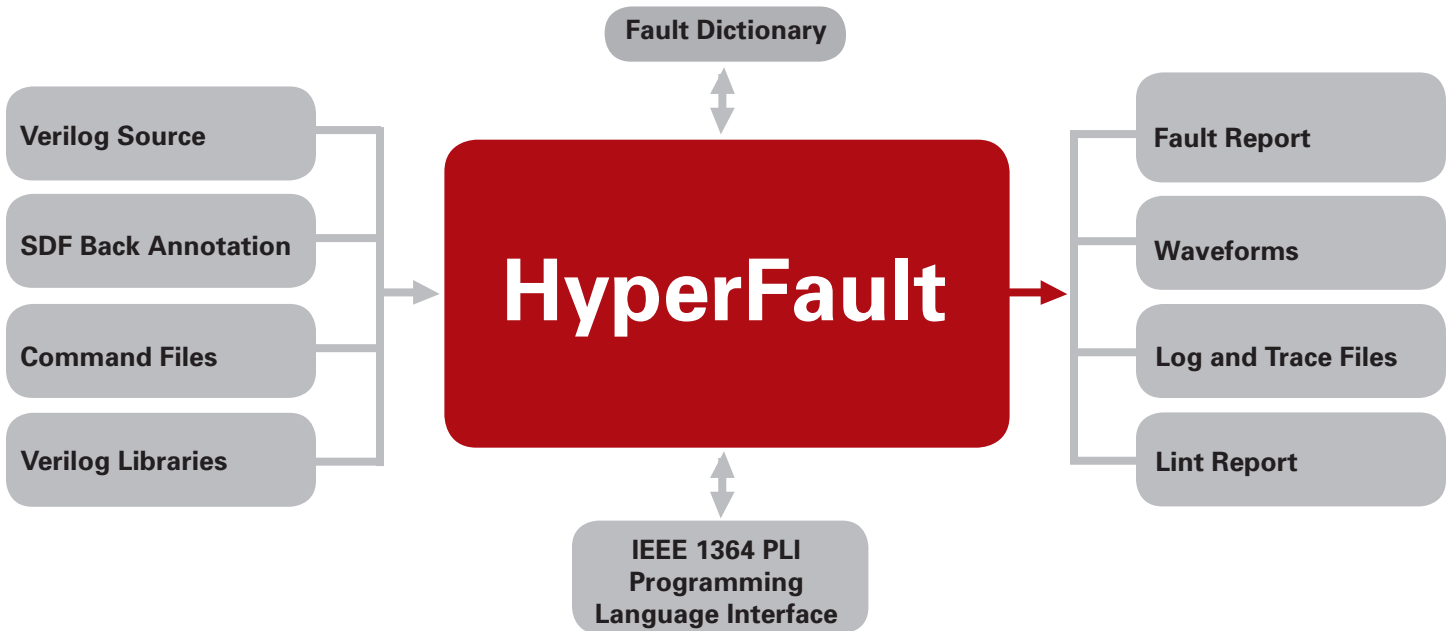 Fault Dictionary
Verilog Source
SDF Back Annotation
Command Files
Verilog Libraries
HyperFault
Fault Report
Waveforms
Log and Trace Files
Lint Report
IEEE 1364 PLI
Programming
Language Interface